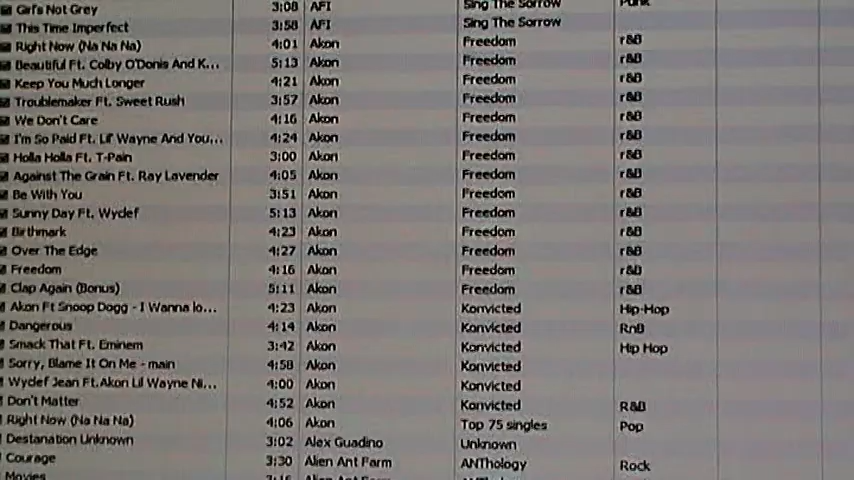 Girl's Not Grey 3:08 AFI Sing The Sorrow Punk
This Time Imperfect 3:58 AFI Sing The Sorrow
Right Now (Na Na Na) 4:01 Akon Freedom r&B
Beautiful Ft. Colby O'Donis And K... 5:13 Akon Freedom r&B
Keep You Much Longer 4:21 Akon Freedom r&B
Troublemaker Ft. Sweet Rush 3:57 Akon Freedom r&B
We Don't Care 4:16 Akon Freedom r&B
I'm So Paid Ft. Lil' Wayne And You... 4:24 Akon Freedom r&B
Holla Holla Ft. T-Pain 3:00 Akon Freedom r&B
Against The Grain Ft. Ray Lavender 4:05 Akon Freedom r&B
Be With You 3:51 Akon Freedom r&B
Sunny Day Ft. Wyclef 5:13 Akon Freedom r&B
Birthmark 4:23 Akon Freedom r&B
Over The Edge 4:27 Akon Freedom r&B
Freedom 4:16 Akon Freedom r&B
Clap Again (Bonus) 5:11 Akon Freedom r&B
Akon Ft Snoop Dogg - I Wanna lo... 4:23 Akon Konvicted Hip-Hop
Dangerous 4:14 Akon Konvicted RnB
Smack That Ft. Eminem 3:42 Akon Konvicted Hip Hop
Sorry, Blame It On Me - main 4:58 Akon Konvicted
Wyclef Jean Ft.Akon Lil Wayne Ni... 4:00 Akon Konvicted
Don't Matter 4:52 Akon Konvicted R&B
Right Now (Na Na Na) 4:06 Akon Top 75 singles Pop
Destanation Unknown 3:02 Alex Guadino Unknown
Courage 3:30 Alien Ant Farm ANThology Rock
Movies 3:16 Alien Ant Farm